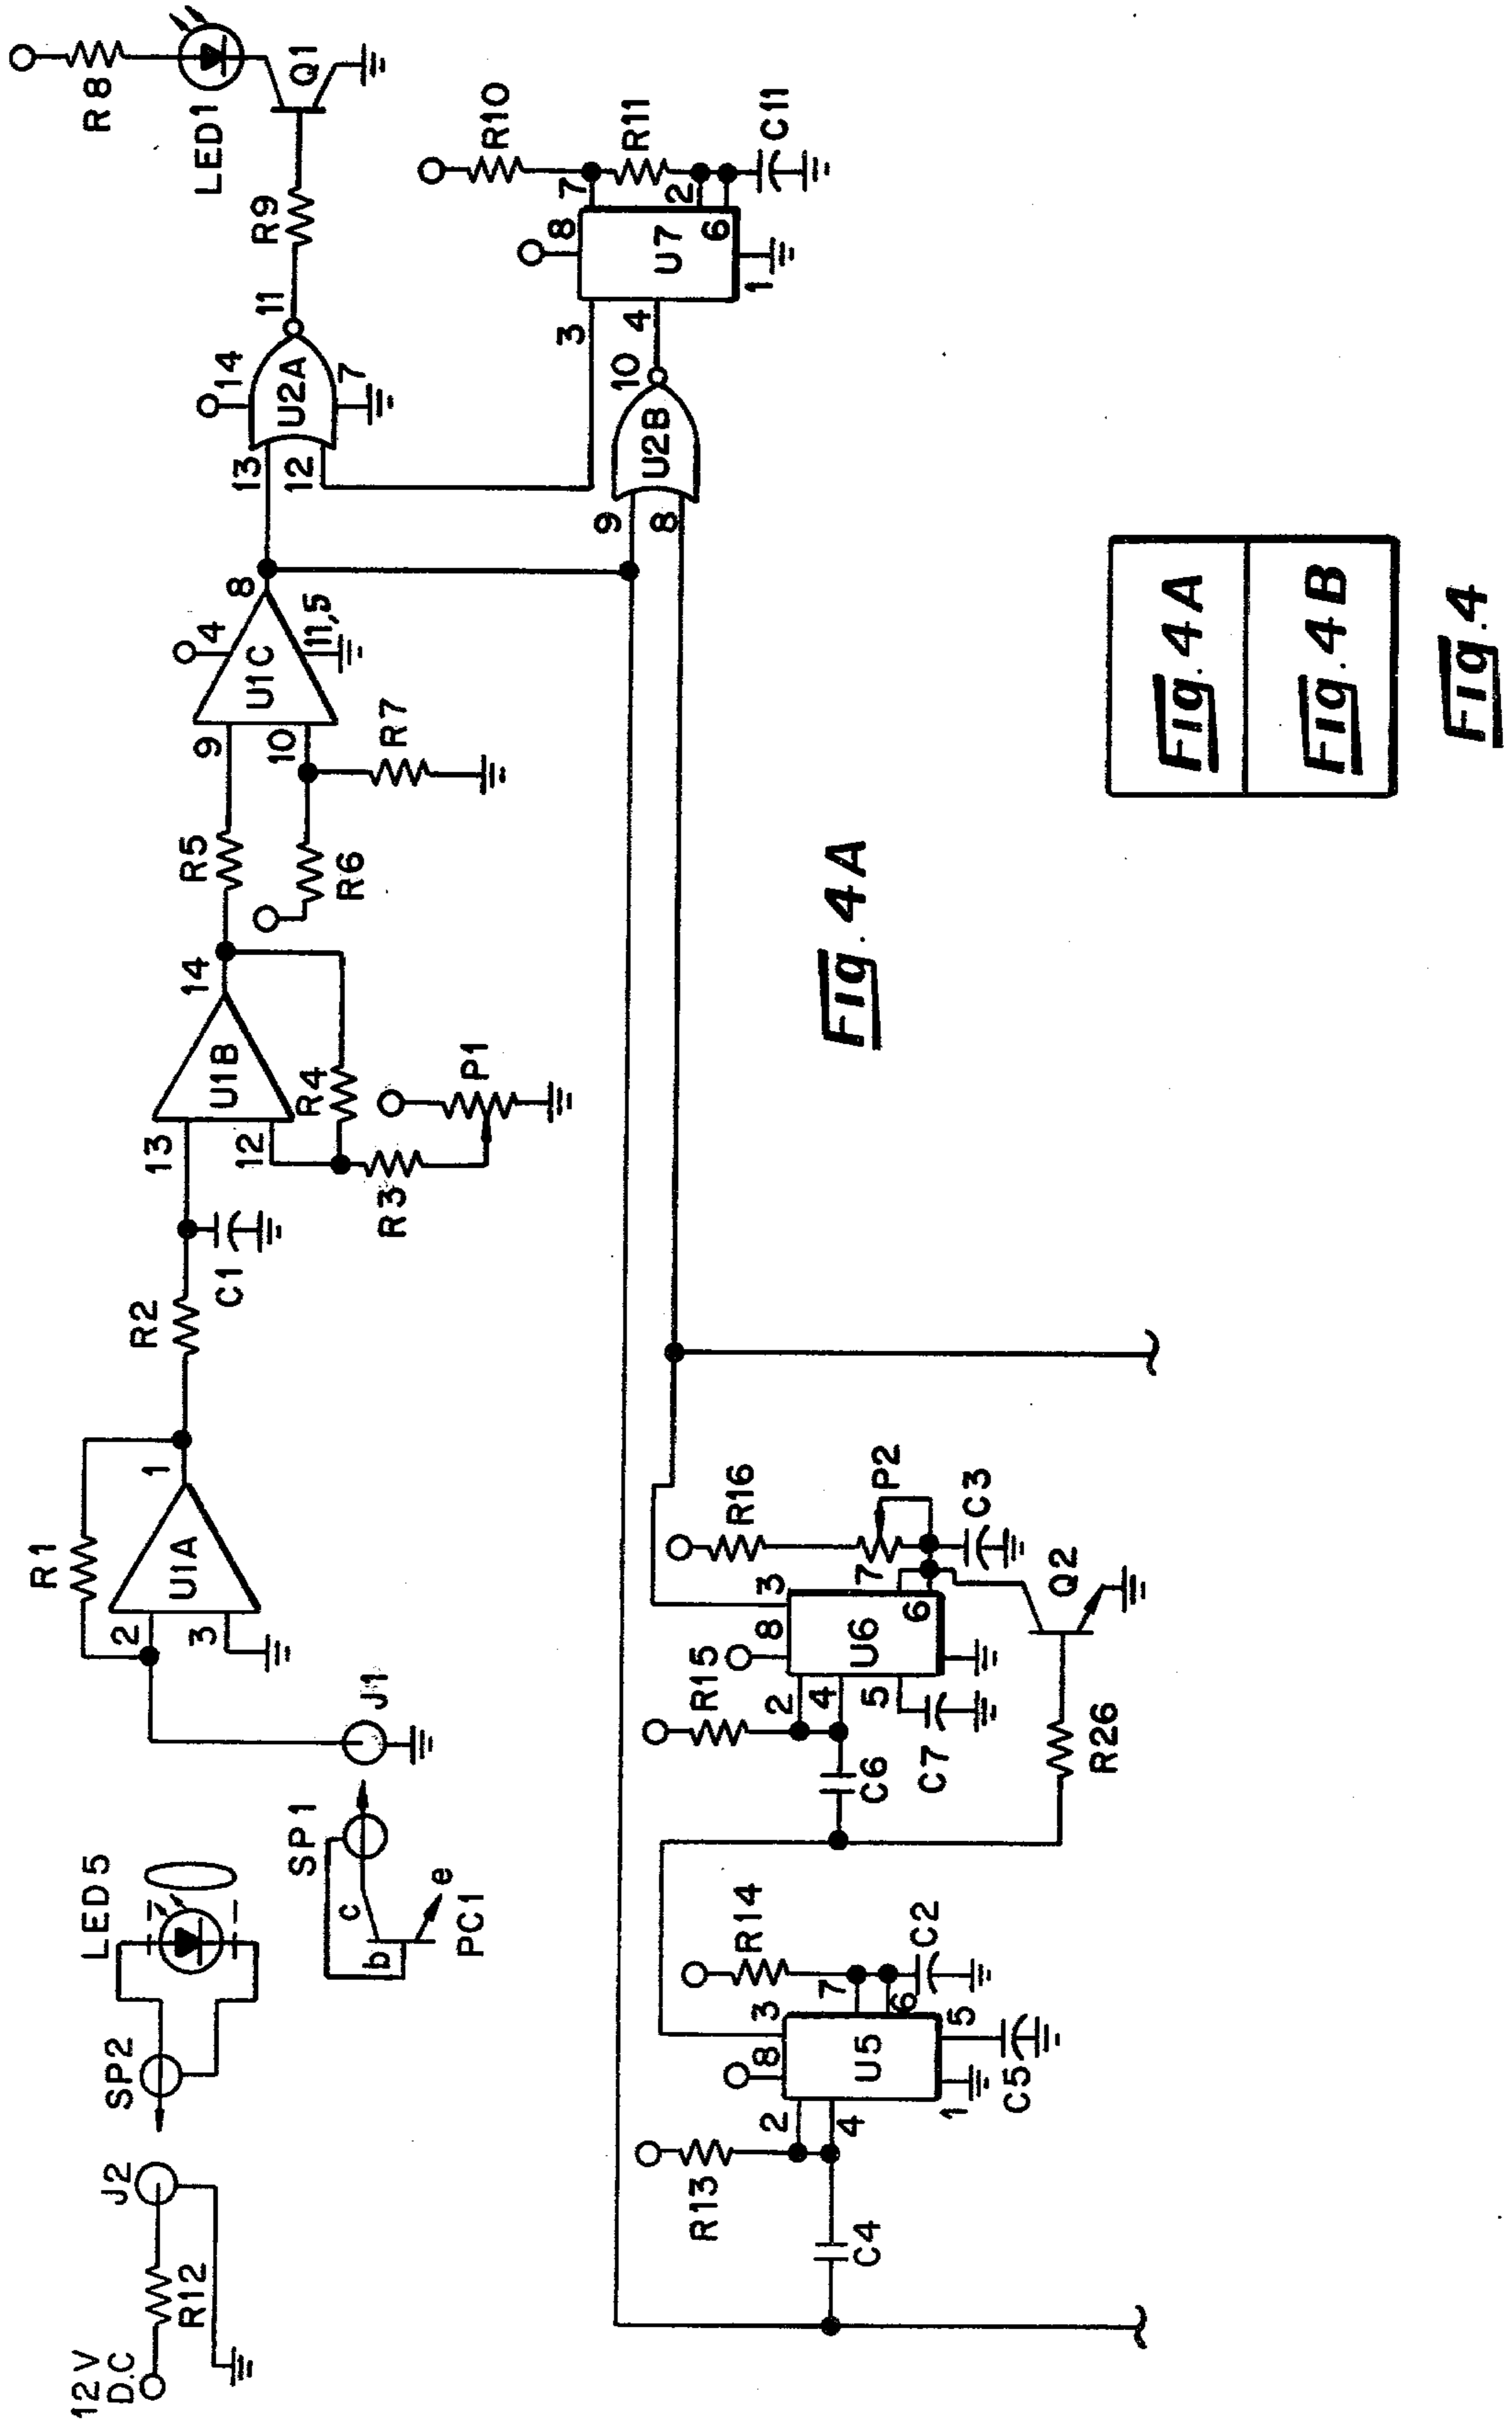 12V
D.C
R12
J2
SP2
LED5
SP1
c
b
e
PC1
J1
R1
2
3
U1A
1
R2
C1
13
12
U1B
14
R4
R3
P1
R5
R6
9
10
U1C
4
11,5
8
R7
13
12
14
U2A
7
11
R9
LED1
R8
Q1
9
8
U2B
10
3
4
8
U7
1
7
2
6
R10
R11
C11
C4
R13
2
4
8
3
U5
1
5
7
6
R14
C2
C5
C6
R15
2
4
5
8
3
U6
7
6
C7
R16
P2
C3
Q2
R26
Fig. 4A
Fig. 4A
Fig. 4B
Fig. 4